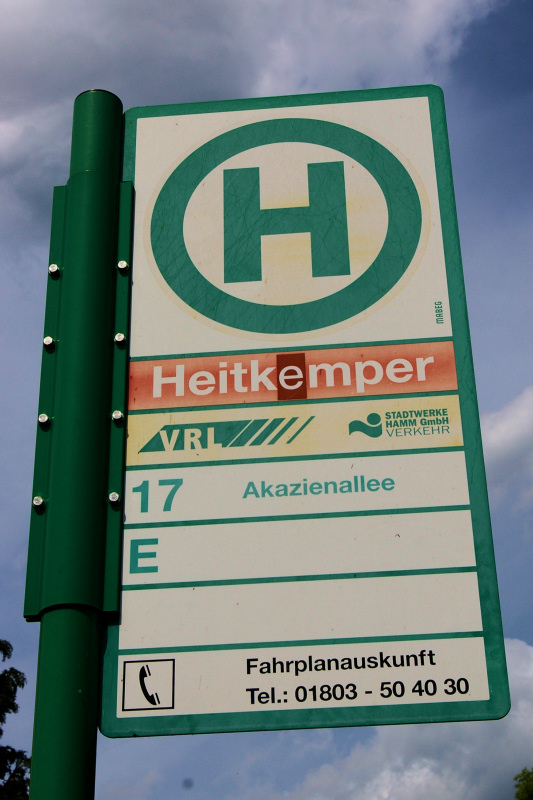 H
MABEG
Heitkemper
VRL
STADTWERKE
HAMM GmbH
VERKEHR
17 Akazienallee
E
Fahrplanauskunft
Tel.: 01803 - 50 40 30